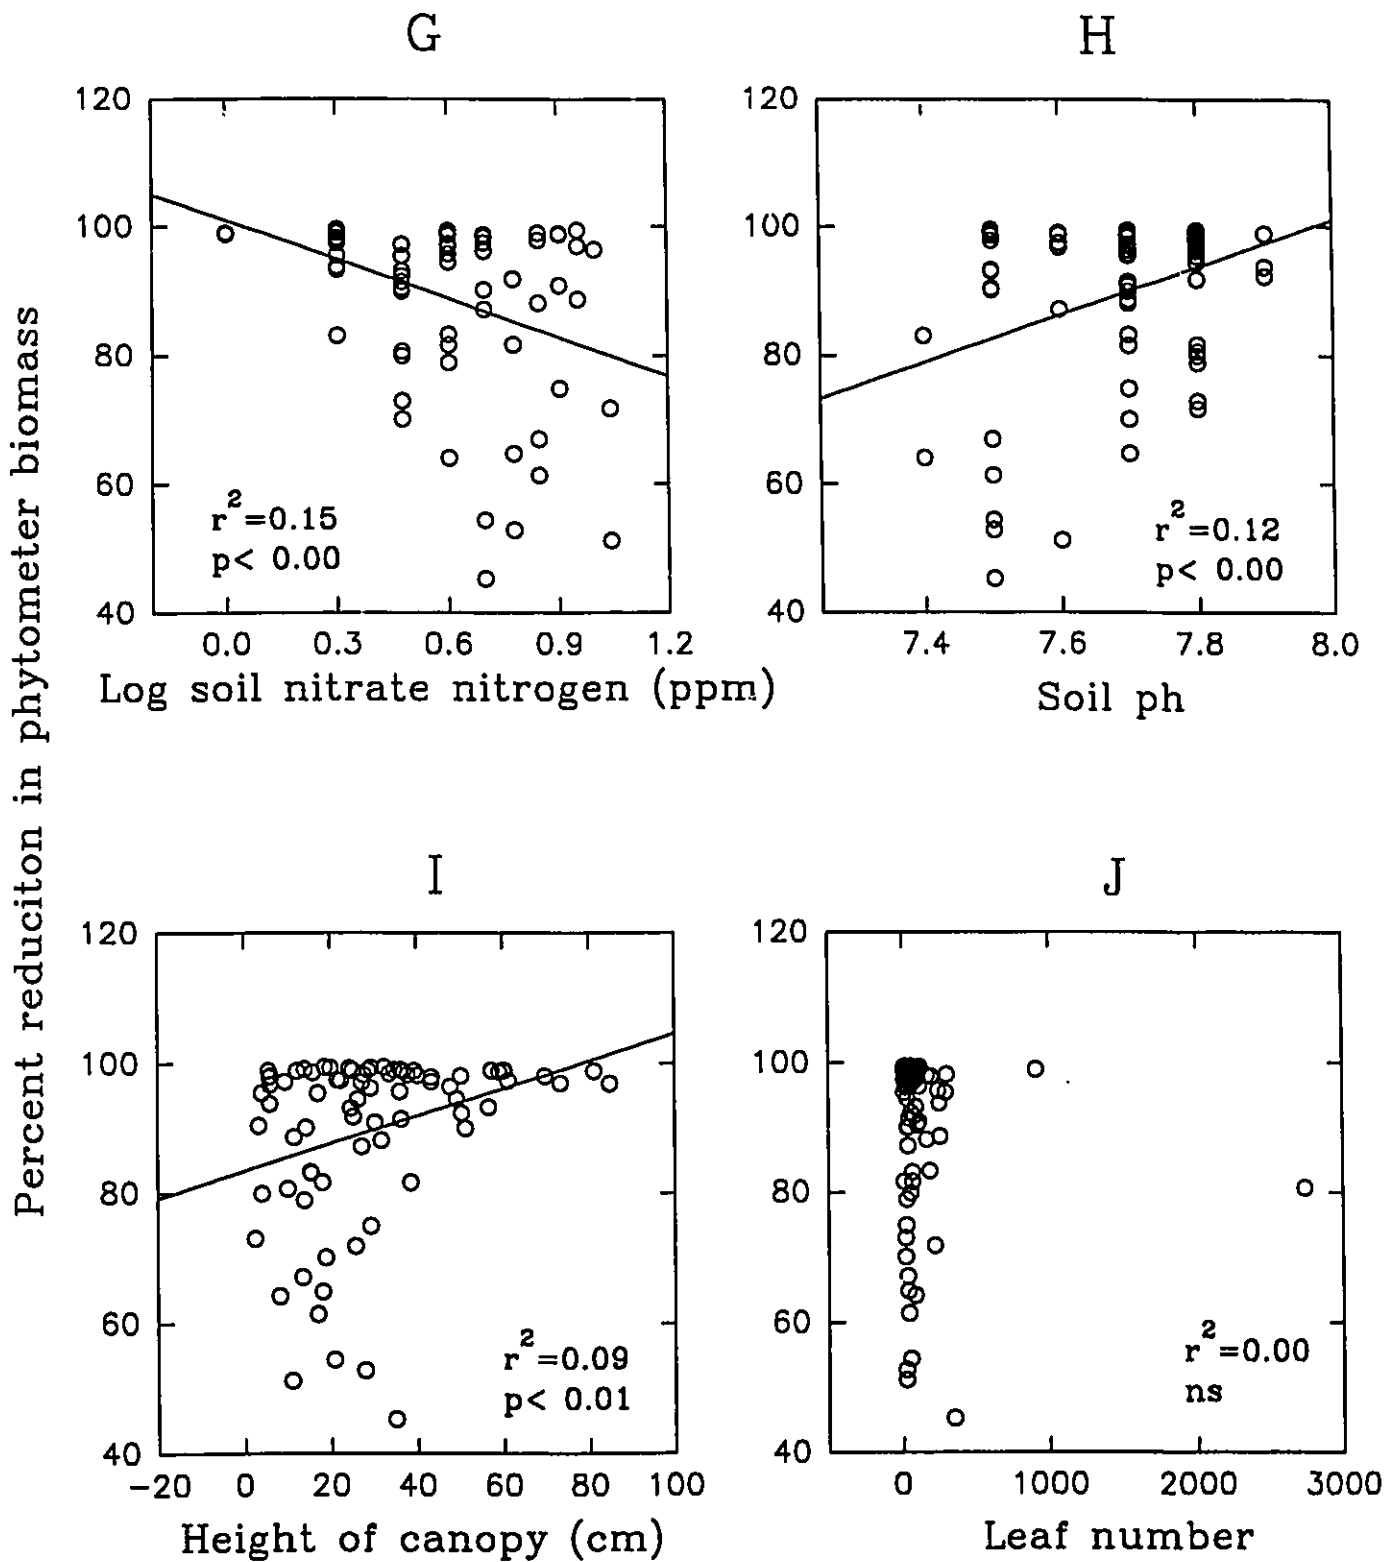 Percent reduciton in phytometer biomass
G
120
100
80
60
40
r2=0.15
p< 0.00
0.0 0.3 0.6 0.9 1.2
Log soil nitrate nitrogen (ppm)
H
120
100
80
60
40
r2=0.12
p< 0.00
7.4 7.6 7.8 8.0
Soil ph
I
120
100
80
60
40
r2=0.09
p< 0.01
-20 0 20 40 60 80 100
Height of canopy (cm)
J
120
100
80
60
40
r2=0.00
ns
0 1000 2000 3000
Leaf number